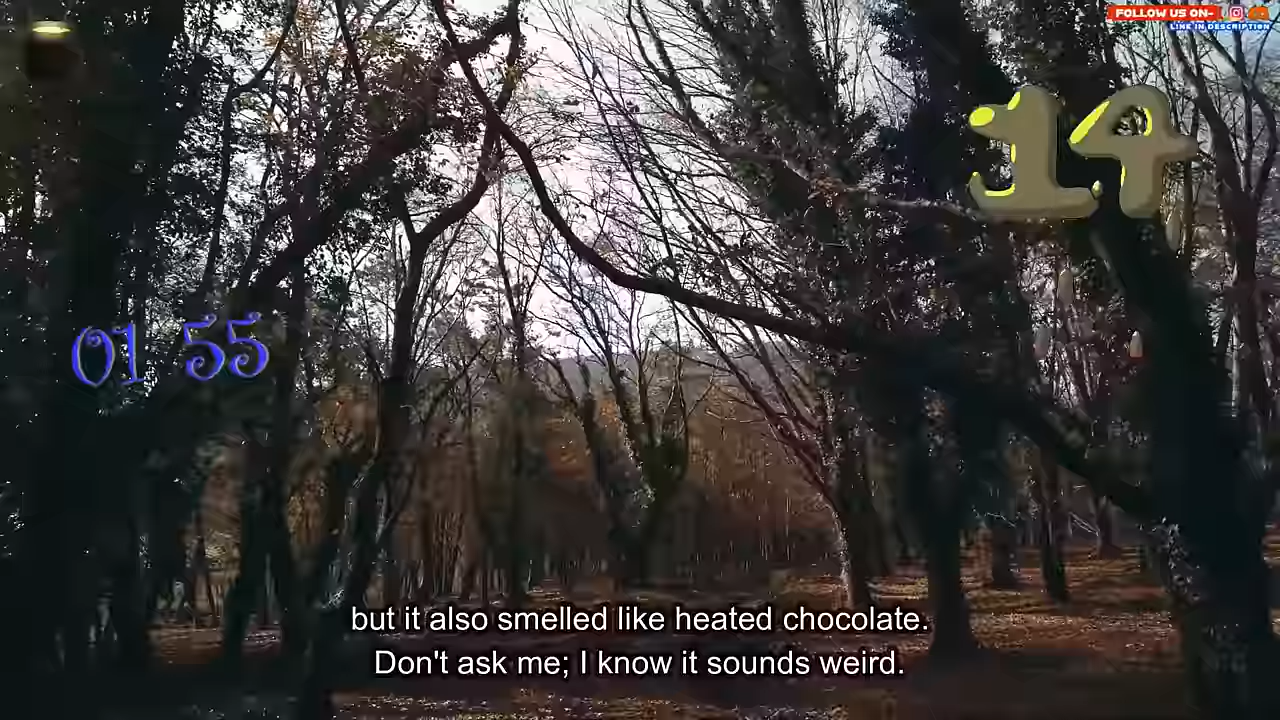 FOLLOW US ON-
LINK IN DESCRIPTION
14
01 55
but it also smelled like heated chocolate.
Don't ask me; I know it sounds weird.